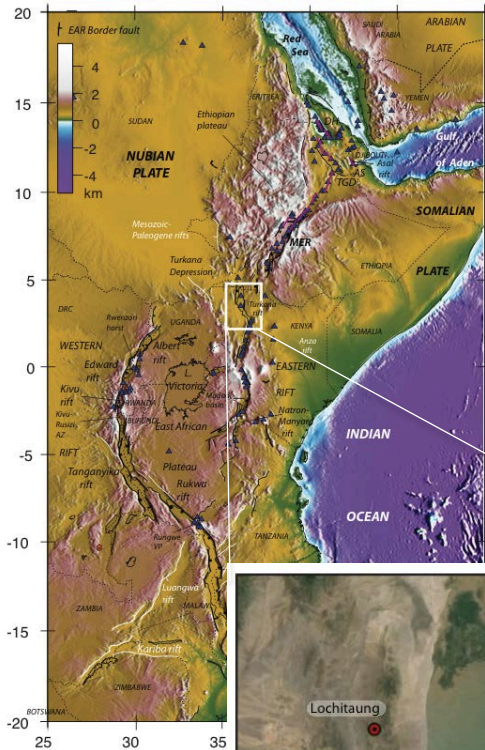 20
15
10
5
0
-5
-10
-15
-20
25
30
35
EAR Border fault
4
2
0
-2
-4
km
Red
Sea
SAUDI
ARABIA
ARABIAN
PLATE
YEMEN
ERITREA
Ethiopian
plateau
SUDAN
NUBIAN
PLATE
DH
DJIBOUTI
Asal
rift
AS
TGD
Gulf
of Aden
SOMALIAN
PLATE
MER
Mesozoic-
Paleogene rifts
Turkana
Depression
ETHIOPIA
Turkana
rift
DRC
UGANDA
KENYA
SOMALIA
Anza
rift
Rwenzori
horst
WESTERN
Albert
rift
Edward
rift
L.
Victoria
EASTERN
RIFT
Kivu
rift
RWANDA
BURUNDI
Kivu-
Rusizi
AZ
East African
Plateau
Natron-
Manyara
rift
INDIAN
OCEAN
RIFT
Tanganyika
rift
Rukwa
rift
Rungwe
VP
TANZANIA
Luangwa
rift
ZAMBIA
MALAWI
Kariba rift
ZIMBABWE
BOTSWANA
Lochitaung